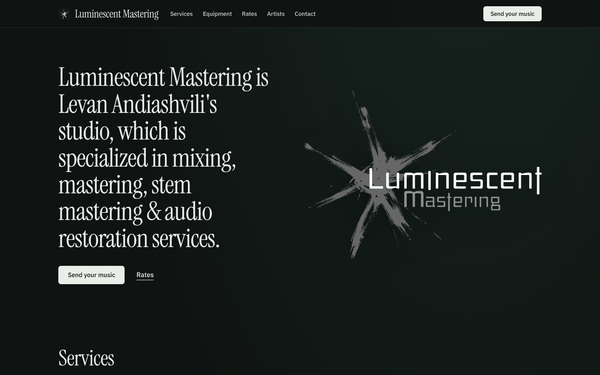 Luminescent Mastering
Services
Equipment
Rates
Artists
Contact
Send your music
Luminescent Mastering is
Levan Andiashvili's
studio, which is
specialized in mixing,
mastering, stem
mastering & audio
restoration services.
Send your music
Rates
Luminescent
Mastering
Services